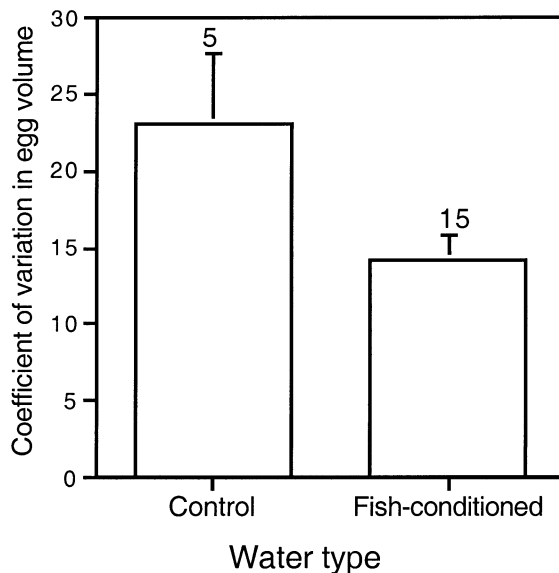 Coefficient of variation in egg volume
30
25
20
15
10
5
0
5
15
Control
Fish-conditioned
Water type